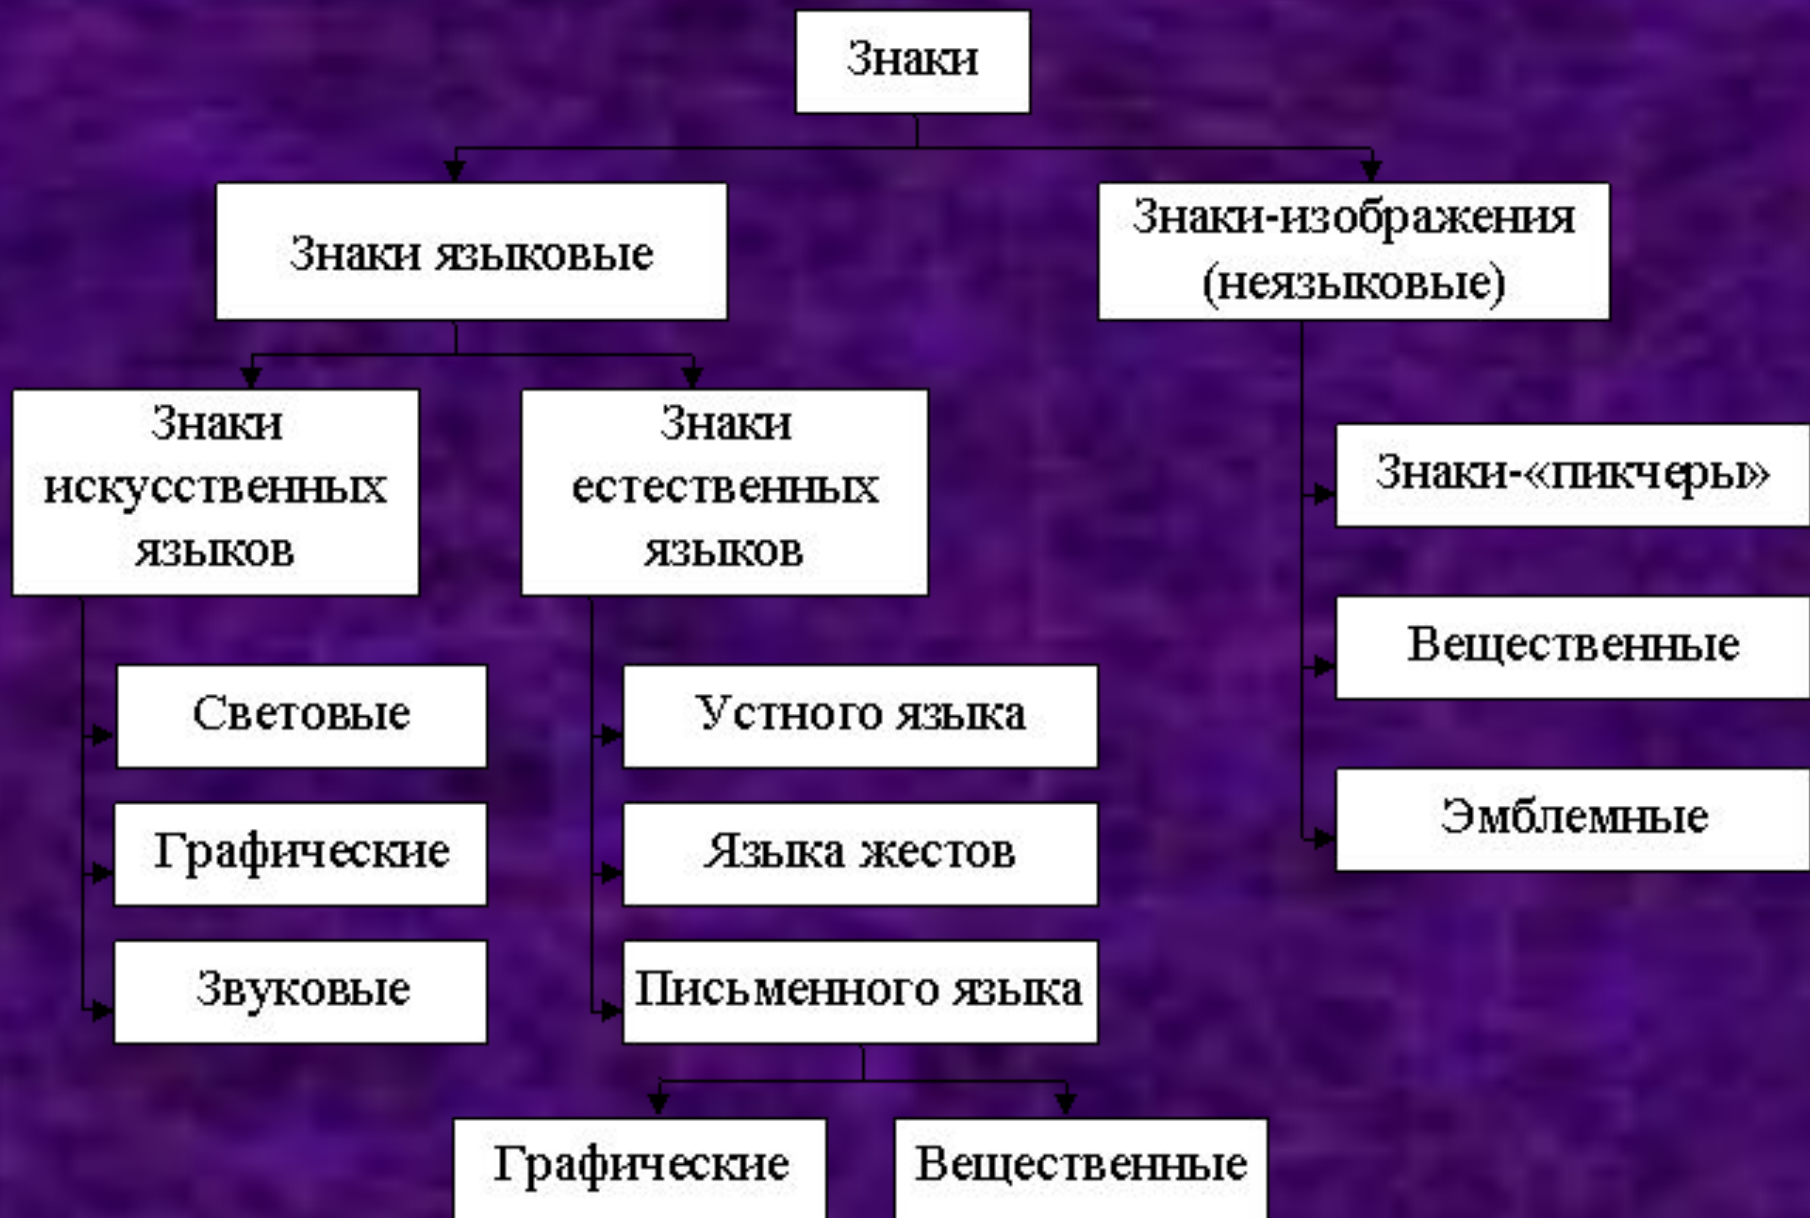 Знаки
Знаки языковые
Знаки-изображения
(неязыковые)
Знаки
искусственных
языков
Знаки
естественных
языков
Знаки-«пикчеры»
Вещественные
Эмблемные
Световые
Графические
Звуковые
Устного языка
Языка жестов
Письменного языка
Графические
Вещественные